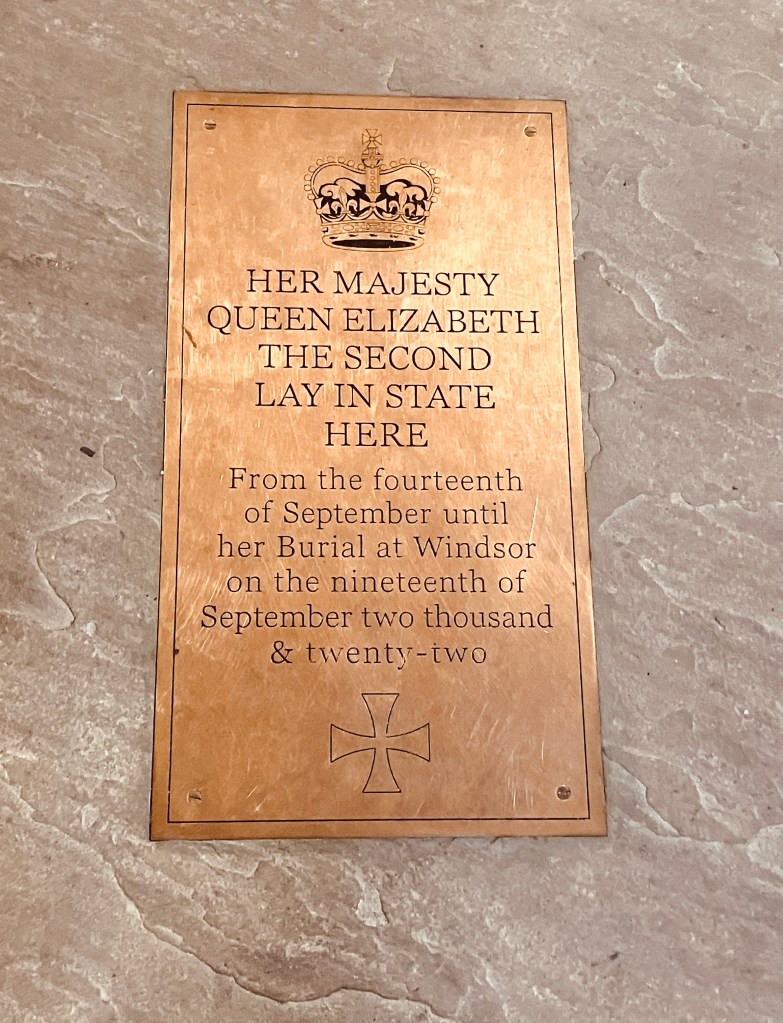 HER MAJESTY
QUEEN ELIZABETH
THE SECOND
LAY IN STATE
HERE
From the fourteenth
of September until
her Burial at Windsor
on the nineteenth of
September two thousand
& twenty-two